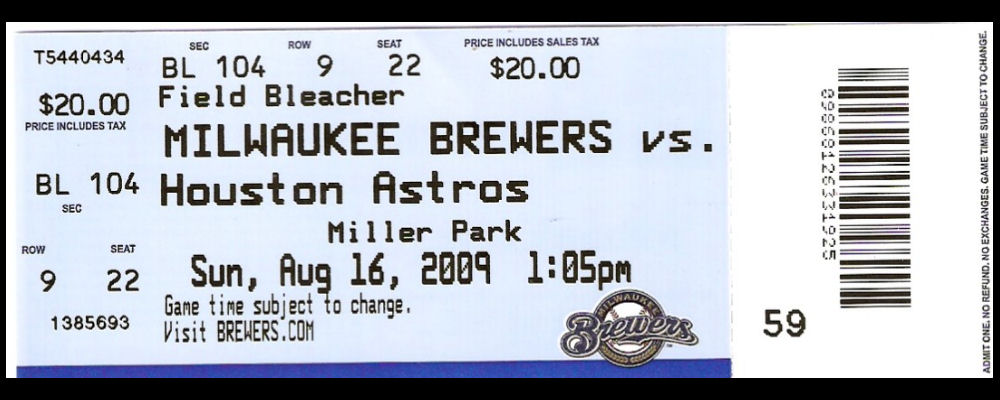 T5440434
SEC ROW SEAT PRICE INCLUDES SALES TAX
BL 104 9 22 $20.00
$20.00
PRICE INCLUDES TAX
Field Bleacher
MILWAUKEE BREWERS vs.
BL 104
SEC
Houston Astros
Miller Park
ROW SEAT
9 22
Sun, Aug 16, 2009 1:05pm
1385693
Game time subject to change.
Visit BREWERS.COM
MILWAUKEE
Brewers
59
ADMIT ONE. NO REFUND. NO EXCHANGES. GAME TIME SUBJECT TO CHANGE.